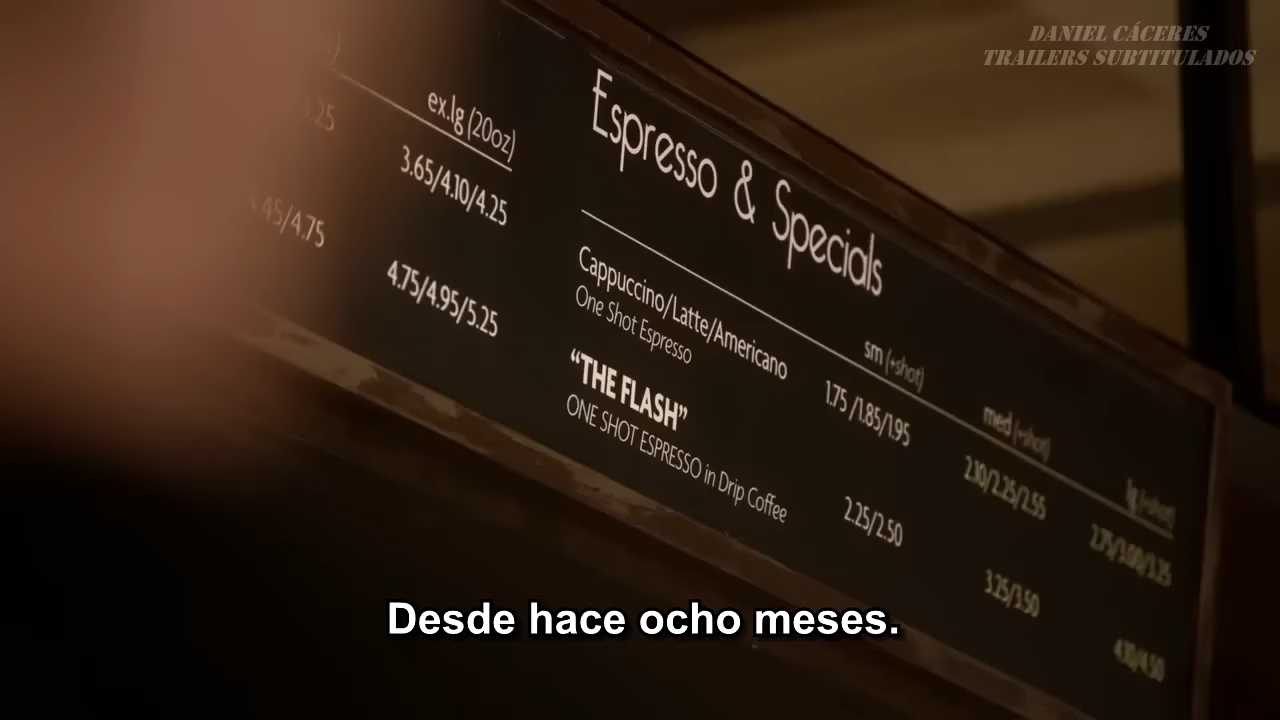 DANIEL CÁCERES
TRAILERS SUBTITULADOS
ex.lg (20oz)
3.65/4.10/4.25
4.75/4.95/5.25
Espresso & Specials
sm (+shot)
med (+shot)
lg (+shot)
Cappuccino/Latte/Americano
One Shot Espresso
1.75 /1.85/1.95
2.10/2.25/2.55
2.75/3.00/3.25
“THE FLASH”
ONE SHOT ESPRESSO in Drip Coffee
2.25/2.50
3.25/3.50
4.10/4.50
Desde hace ocho meses.